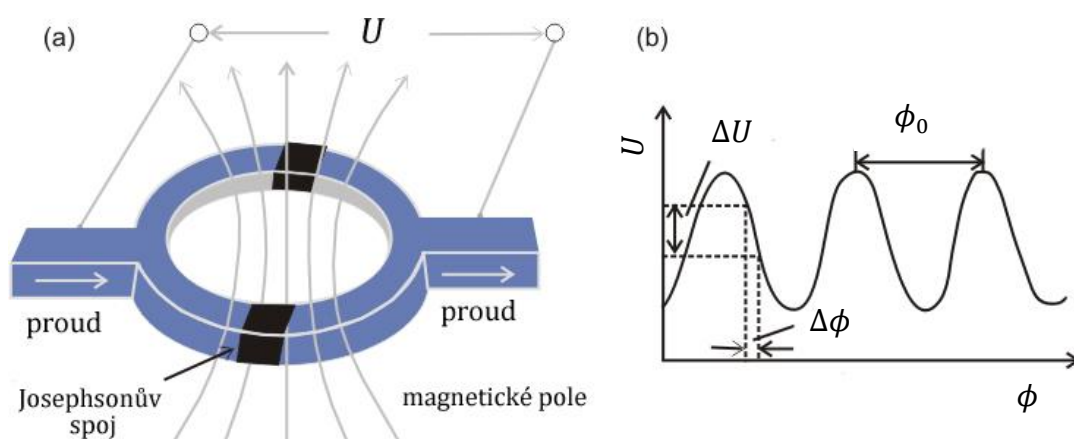 (a)
U
proud
proud
Josephsonův
spoj
magnetické pole
(b)
U
ΔU
ϕ₀
Δϕ
ϕ